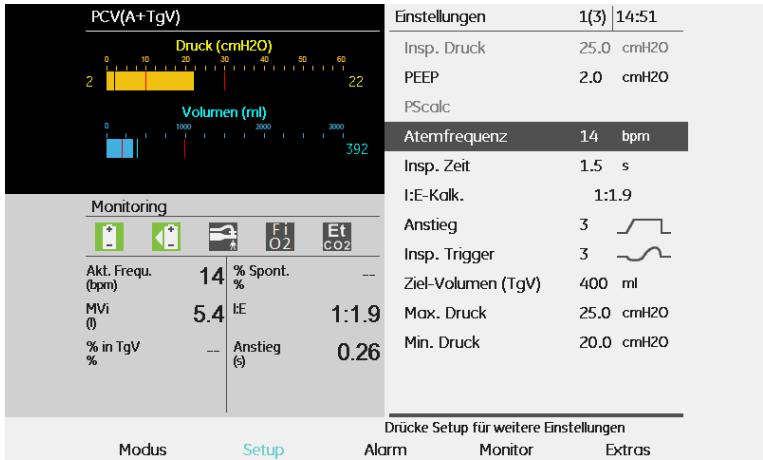 PCV(A+TgV)
Druck (cmH2O)
0 10 20 30 40 50 60
2 22
Volumen (ml)
0 1000 2000 3000
392
Monitoring
Fi O2
Et CO2
Akt. Frequ. (bpm) 14 % Spont. % --
MVi (l) 5.4 I:E 1:1.9
% in TgV % -- Anstieg (s) 0.26
Einstellungen 1(3) 14:51
Insp. Druck 25.0 cmH2O
PEEP 2.0 cmH2O
PScalc
Atemfrequenz 14 bpm
Insp. Zeit 1.5 s
I:E-Kalk. 1:1.9
Anstieg 3
Insp. Trigger 3
Ziel-Volumen (TgV) 400 ml
Max. Druck 25.0 cmH2O
Min. Druck 20.0 cmH2O
Drücke Setup für weitere Einstellungen
Modus Setup Alarm Monitor Extras